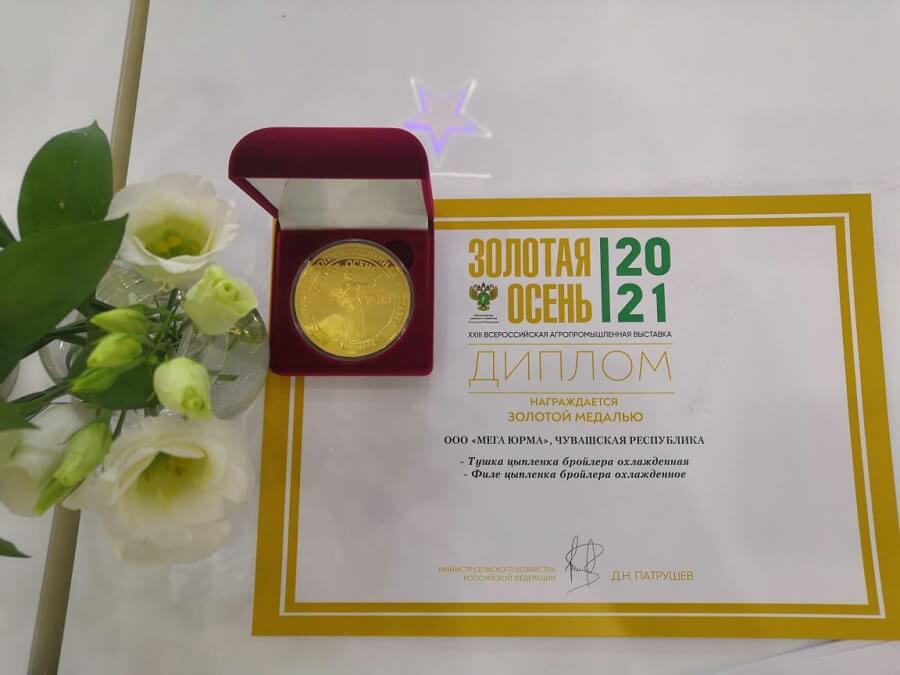 ЗОЛОТАЯ
ОСЕНЬ
20
21
XXIII ВСЕРОССИЙСКАЯ АГРОПРОМЫШЛЕННАЯ ВЫСТАВКА
ДИПЛОМ
НАГРАЖДАЕТСЯ
ЗОЛОТОЙ МЕДАЛЬЮ
ООО «МЕГА ЮРМА», ЧУВАШСКАЯ РЕСПУБЛИКА
- Тушка цыпленка бройлера охлажденная
- Филе цыпленка бройлера охлажденное
МИНИСТР СЕЛЬСКОГО ХОЗЯЙСТВА
РОССИЙСКОЙ ФЕДЕРАЦИИ
Д.Н. ПАТРУШЕВ